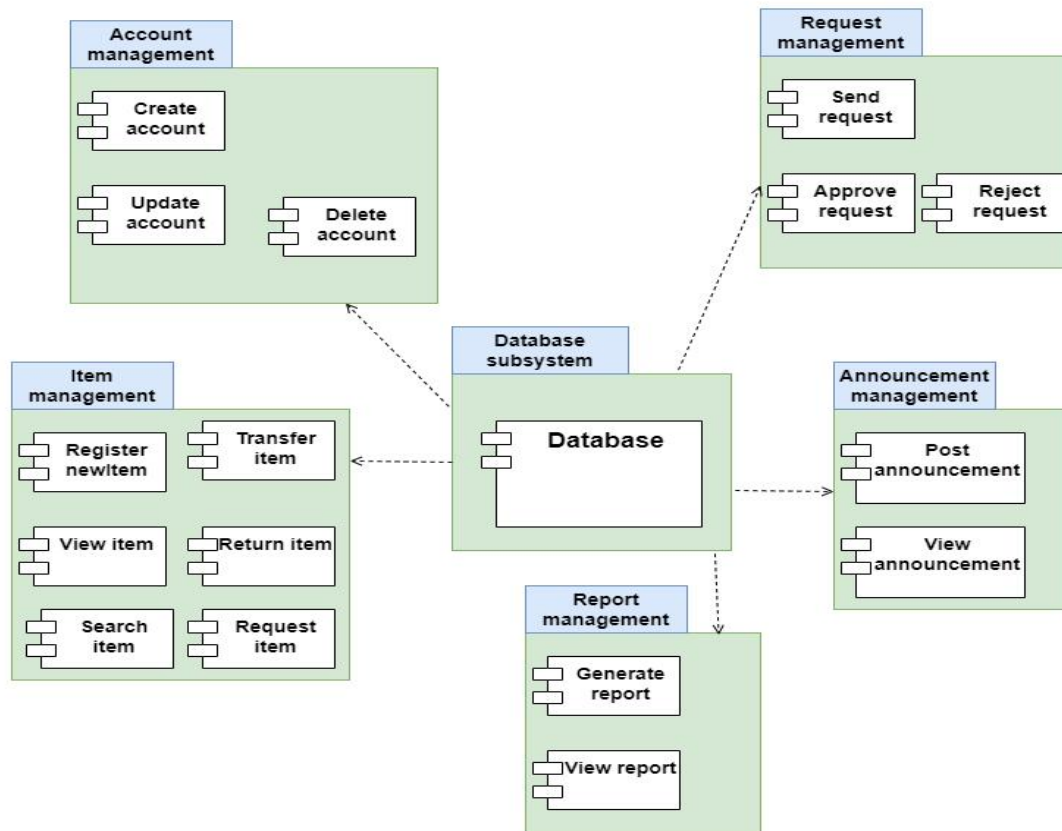 Account
management
Create
account
Update
account
Delete
account
Request
management
Send
request
Approve
request
Reject
request
Database
subsystem
Database
Item
management
Register
newItem
Transfer
item
View item
Return item
Search
item
Request
item
Announcement
management
Post
announcement
View
announcement
Report
management
Generate
report
View report